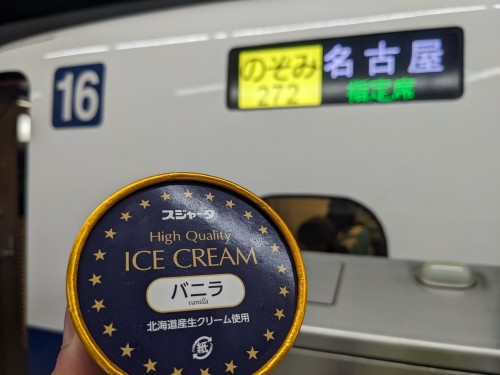 16
のぞみ 名古屋
272 指定席
スジャータ
High Quality
ICE CREAM
バニラ
vanilla
北海道産生クリーム使用
紙